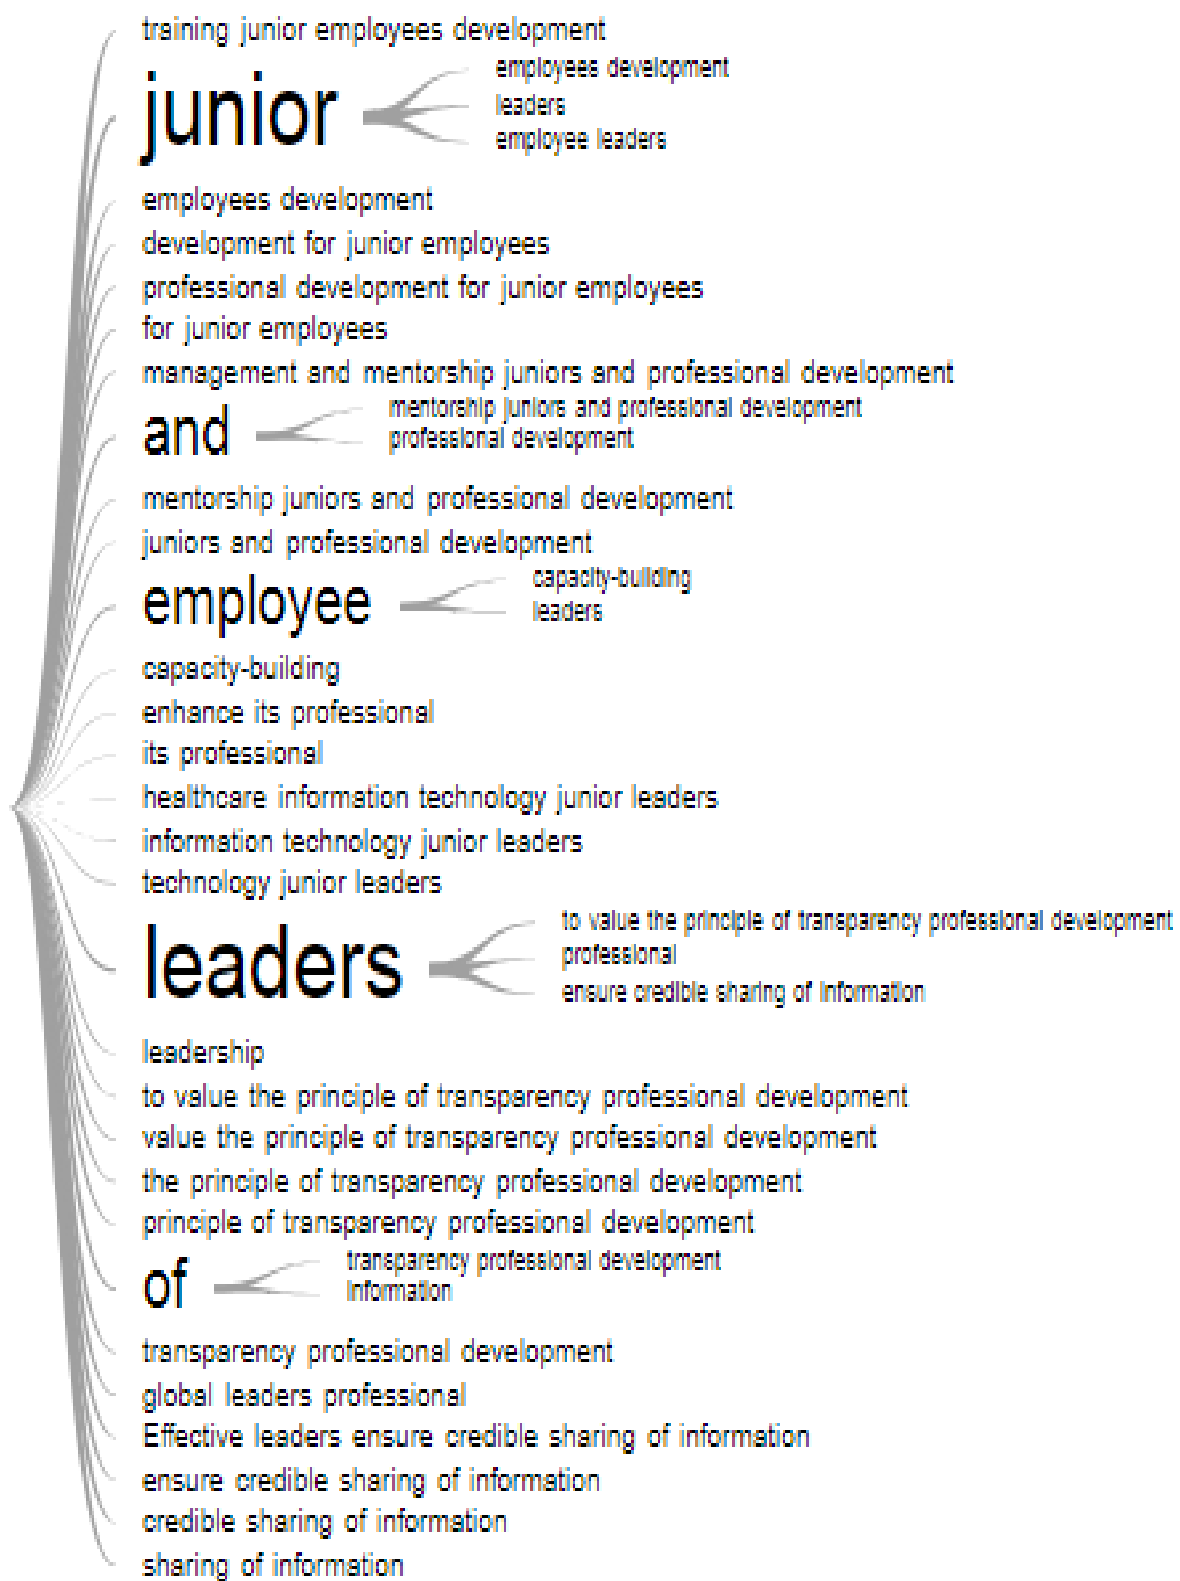 training junior employees development
junior
employees development
leaders
employee leaders
employees development
development for junior employees
professional development for junior employees
for junior employees
management and mentorship juniors and professional development
and
mentorship juniors and professional development
professional development
mentorship juniors and professional development
juniors and professional development
employee
capacity-building
leaders
capacity-building
enhance its professional
its professional
healthcare information technology junior leaders
information technology junior leaders
technology junior leaders
leaders
to value the principle of transparency professional development
professional
ensure credible sharing of information
leadership
to value the principle of transparency professional development
value the principle of transparency professional development
the principle of transparency professional development
principle of transparency professional development
of
transparency professional development
information
transparency professional development
global leaders professional
Effective leaders ensure credible sharing of information
ensure credible sharing of information
credible sharing of information
sharing of information